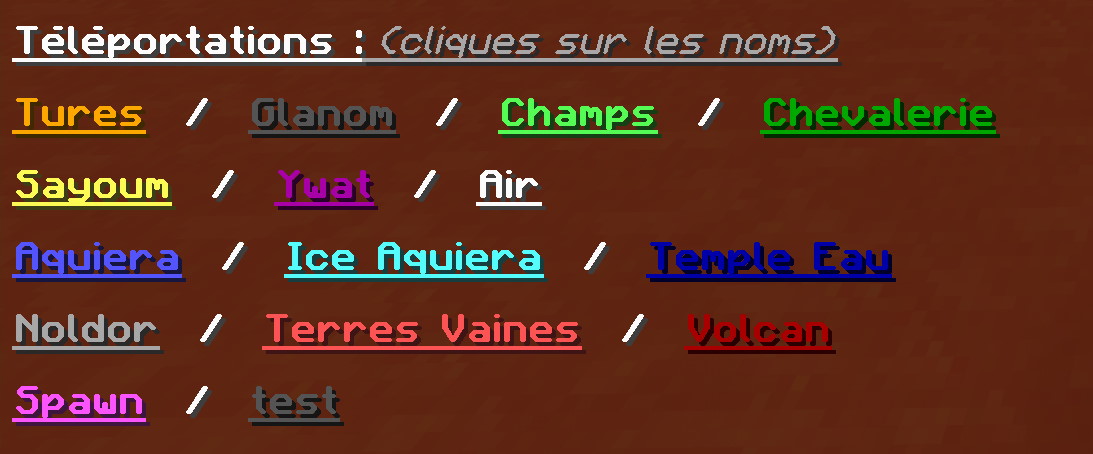 Téléportations : (cliques sur les noms)
Tures / Glanom / Champs / Chevalerie
Sayoum / Ywat / Air
Aquiera / Ice Aquiera / Temple Eau
Noldor / Terres Vaines / Volcan
Spawn / test